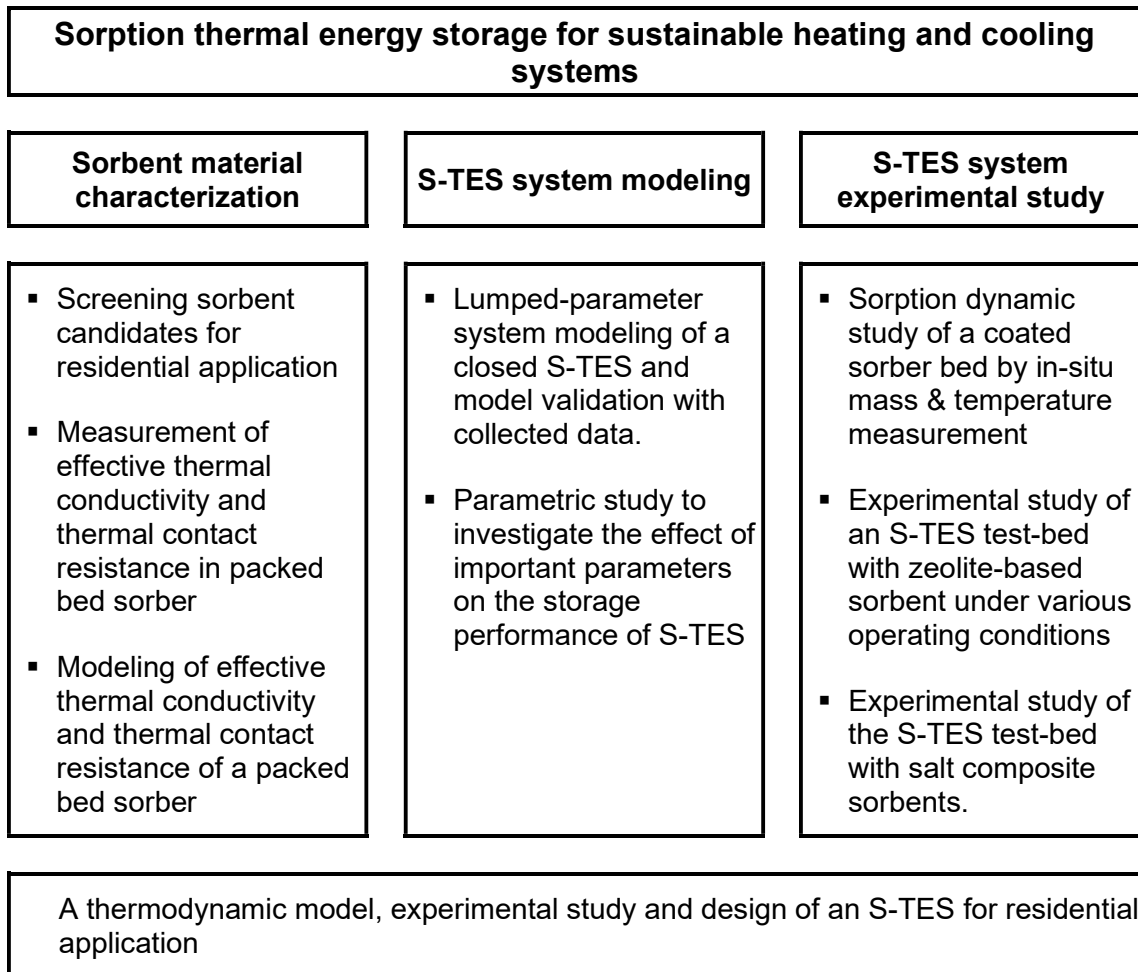 Sorption thermal energy storage for sustainable heating and cooling
systems
Sorbent material
characterization
S-TES system modeling
S-TES system
experimental study
▪ Screening sorbent
candidates for
residential application
▪ Measurement of
effective thermal
conductivity and
thermal contact
resistance in packed
bed sorber
▪ Modeling of effective
thermal conductivity
and thermal contact
resistance of a packed
bed sorber
▪ Lumped-parameter
system modeling of a
closed S-TES and
model validation with
collected data.
▪ Parametric study to
investigate the effect of
important parameters
on the storage
performance of S-TES
▪ Sorption dynamic
study of a coated
sorber bed by in-situ
mass & temperature
measurement
▪ Experimental study of
an S-TES test-bed
with zeolite-based
sorbent under various
operating conditions
▪ Experimental study of
the S-TES test-bed
with salt composite
sorbents.
A thermodynamic model, experimental study and design of an S-TES for residential
application